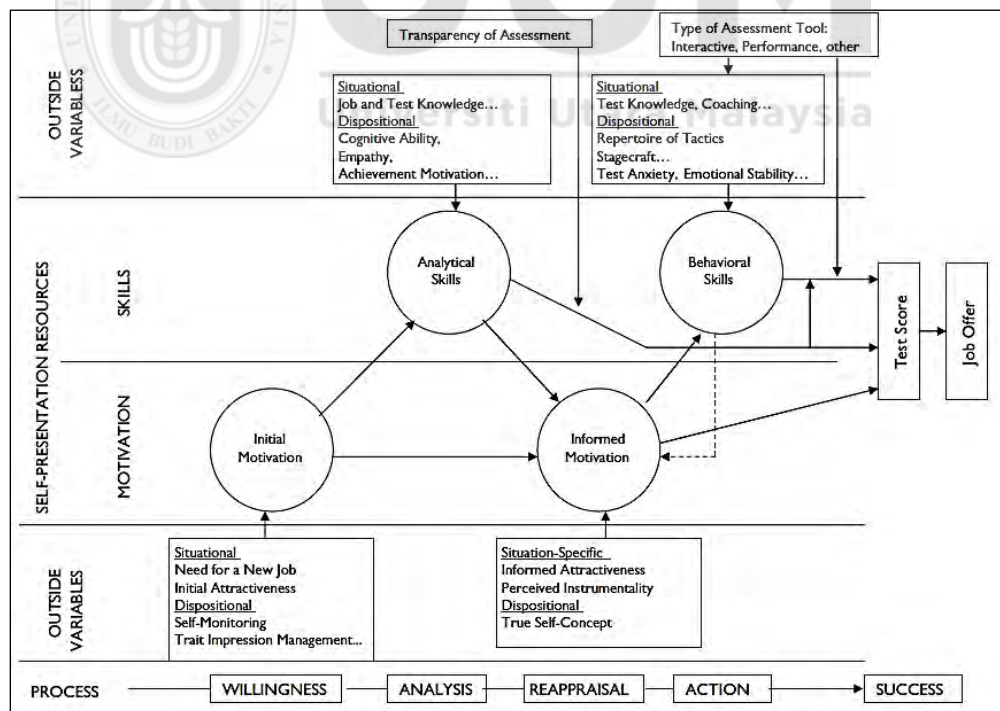 Transparency of Assessment
Type of Assessment Tool:
Interactive, Performance, other
Situational
Job and Test Knowledge...
Dispositional
Cognitive Ability,
Empathy,
Achievement Motivation...
Situational
Test Knowledge, Coaching...
Dispositional
Repertoire of Tactics
Stagecraft...
Test Anxiety, Emotional Stability...
OUTSIDE
VARIABLES
Universiti Utara Malaysia
ILMU BUDI BAKTI
SELF-PRESENTATION RESOURCES
SKILLS
Analytical
Skills
Behavioral
Skills
Test Score
Job Offer
MOTIVATION
Initial
Motivation
Informed
Motivation
OUTSIDE
VARIABLES
Situational
Need for a New Job
Initial Attractiveness
Dispositional
Self-Monitoring
Trait Impression Management...
Situation-Specific
Informed Attractiveness
Perceived Instrumentality
Dispositional
True Self-Concept
PROCESS
WILLINGNESS
ANALYSIS
REAPPRAISAL
ACTION
SUCCESS